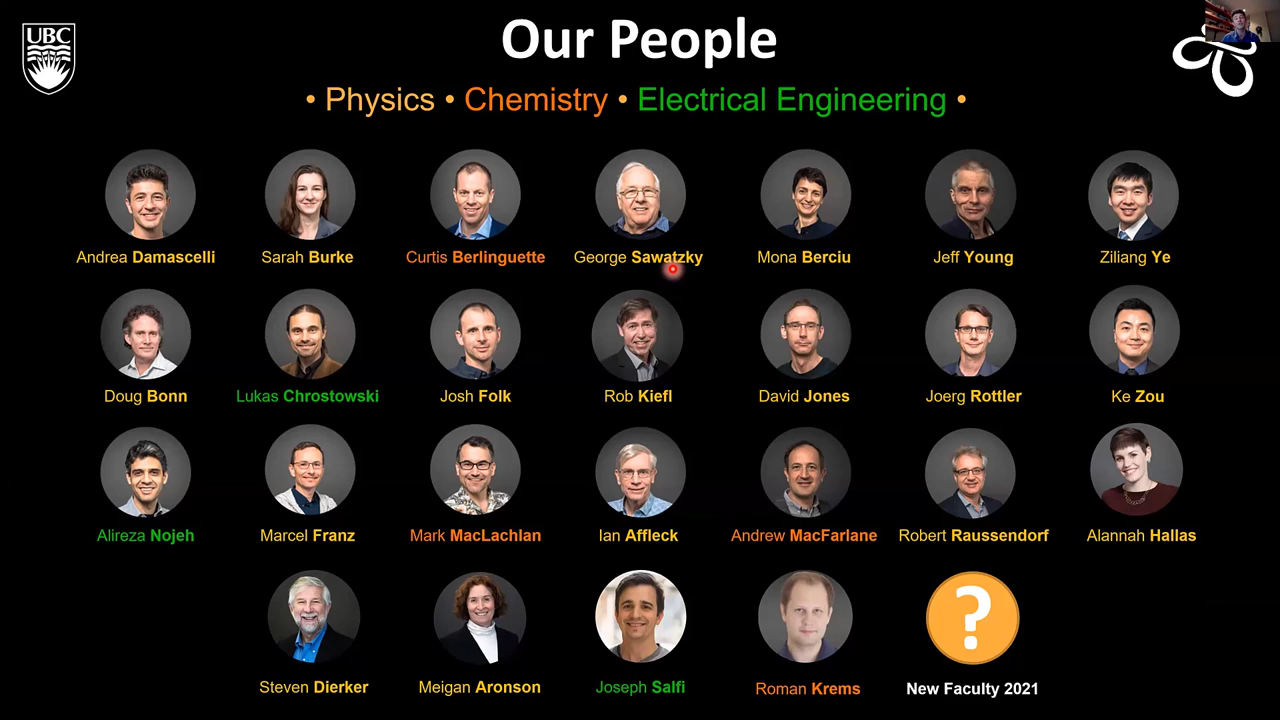 UBC
Our People
• Physics • Chemistry • Electrical Engineering •
Andrea Damascelli
Sarah Burke
Curtis Berlinguette
George Sawatzky
Mona Berciu
Jeff Young
Ziliang Ye
Doug Bonn
Lukas Chrostowski
Josh Folk
Rob Kiefl
David Jones
Joerg Rottler
Ke Zou
Alireza Nojeh
Marcel Franz
Mark MacLachlan
Ian Affleck
Andrew MacFarlane
Robert Raussendorf
Alannah Hallas
Steven Dierker
Meigan Aronson
Joseph Salfi
Roman Krems
?
New Faculty 2021